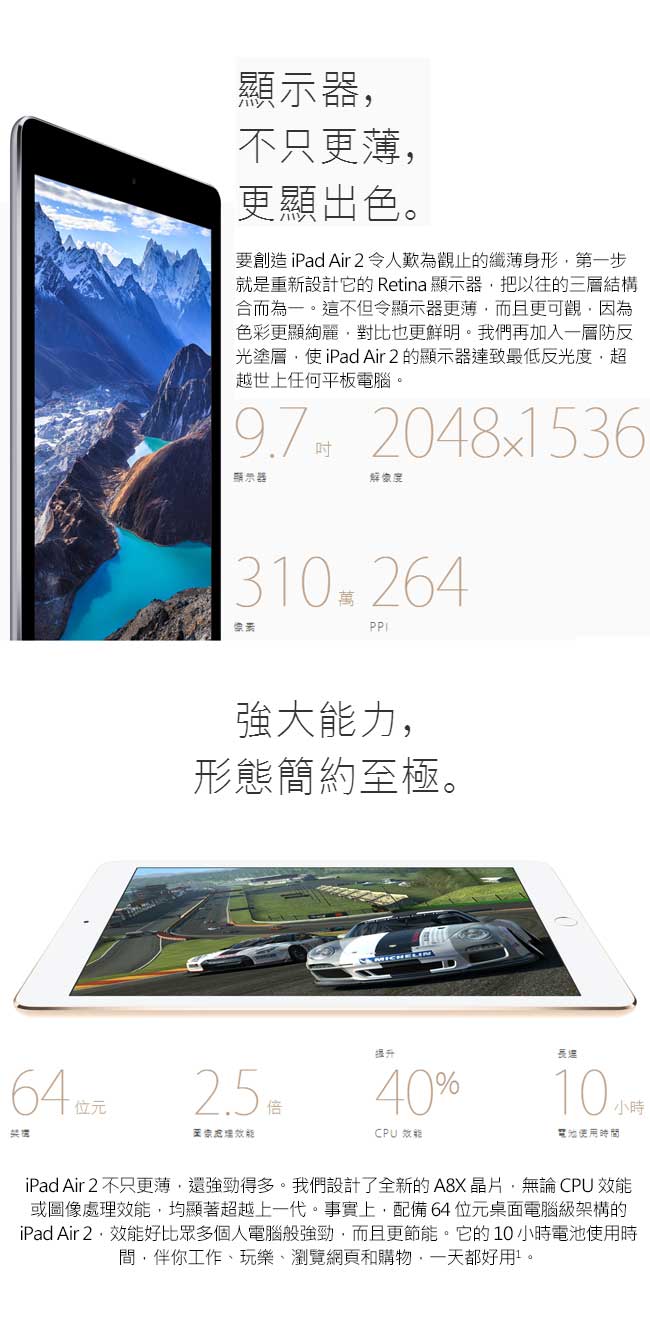 顯示器，
不只更薄，
更顯出色。
要創造 iPad Air 2 令人歎為觀止的纖薄身形，第一步
就是重新設計它的 Retina 顯示器，把以往的三層結構
合而為一。這不但令顯示器更薄，而且更可觀，因為
色彩更顯絢麗，對比也更鮮明。我們再加入一層防反
光塗層，使 iPad Air 2 的顯示器達致最低反光度，超
越世上任何平板電腦。
9.7 吋 2048x1536
顯示器 解像度
310 萬 264
像素 PPI
強大能力，
形態簡約至極。
MICHELIN
提升 長達
64 位元 2.5 倍 40% 10 小時
架構 圖像處理效能 CPU 效能 電池使用時間
iPad Air 2 不只更薄，還強勁得多。我們設計了全新的 A8X 晶片，無論 CPU 效能
或圖像處理效能，均顯著超越上一代。事實上，配備 64 位元桌面電腦級架構的
iPad Air 2，效能好比眾多個人電腦般強勁，而且更節能。它的 10 小時電池使用時
間，伴你工作、玩樂、瀏覽網頁和購物，一天都好用¹。